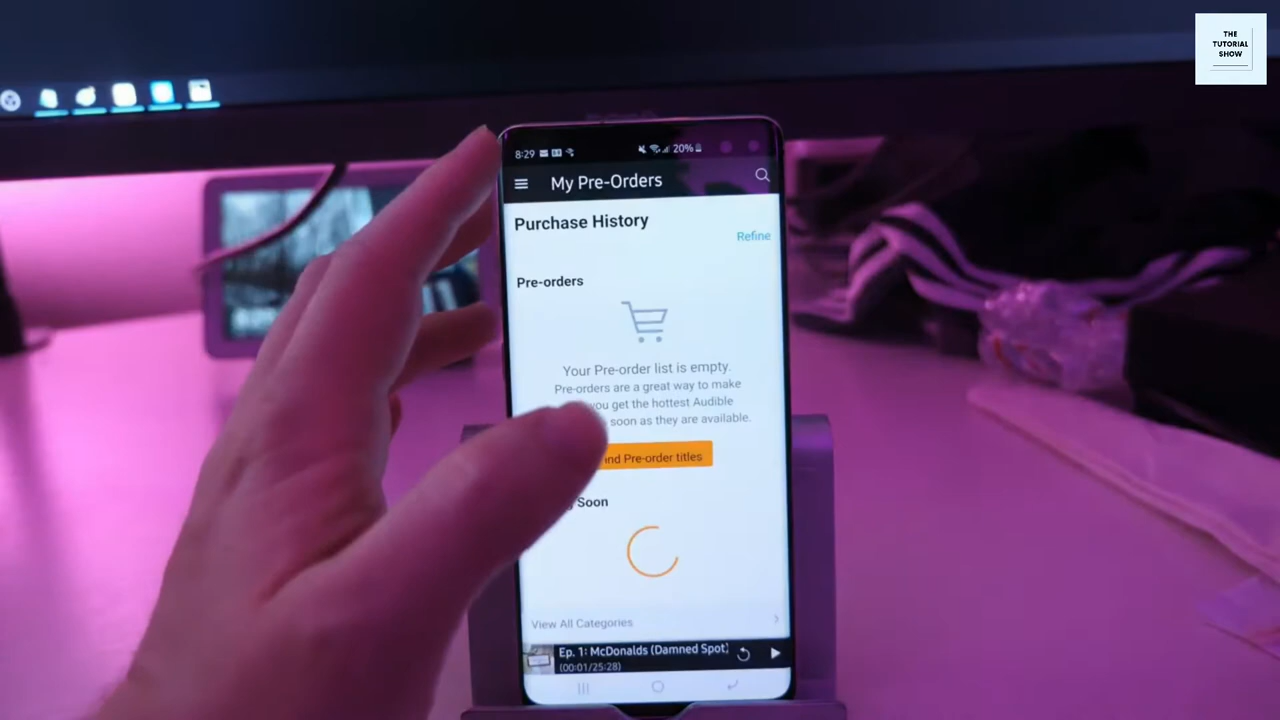 THE
TUTORIAL
SHOW
8:29
20%
My Pre-Orders
Purchase History
Refine
Pre-orders
Your Pre-order list is empty.
Pre-orders are a great way to make
you get the hottest Audible
soon as they are available.
Pre-order titles
Soon
View All Categories
Ep. 1: McDonalds (Damned Spot)
(00:01/25:28)